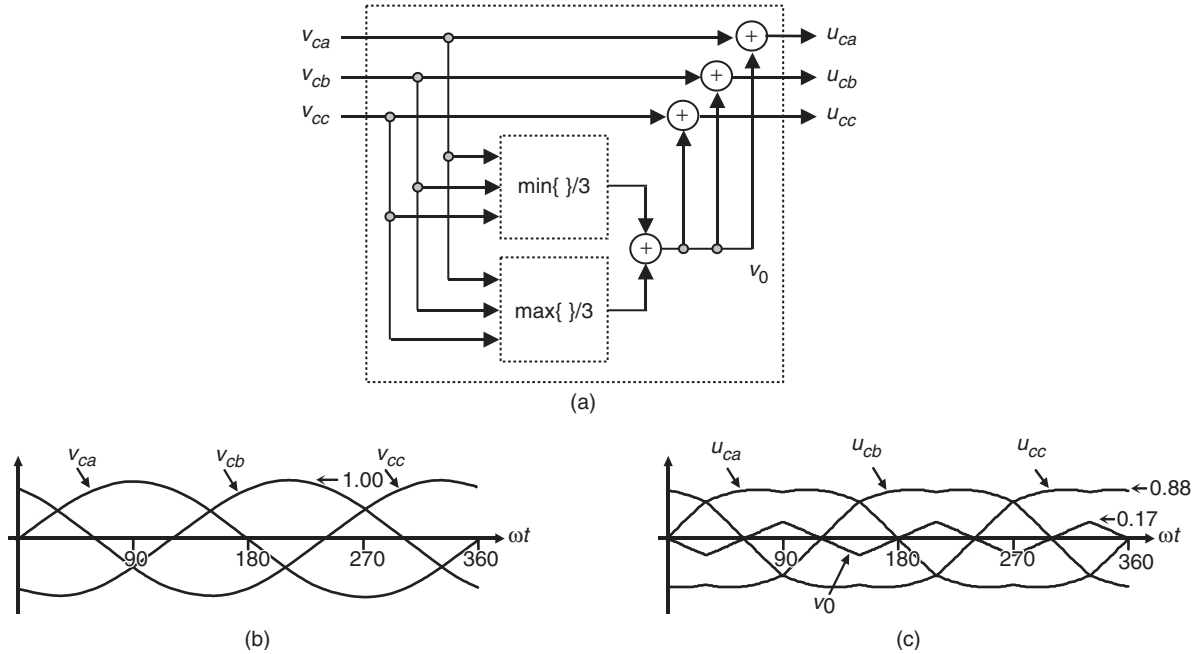 v_ca
u_ca
v_cb
u_cb
v_cc
u_cc
min{ }/3
max{ }/3
v_0
(a)
v_ca
v_cb
v_cc
1.00
ωt
90
180
270
360
(b)
u_ca
u_cb
u_cc
0.88
0.17
ωt
90
180
270
360
v_0
(c)